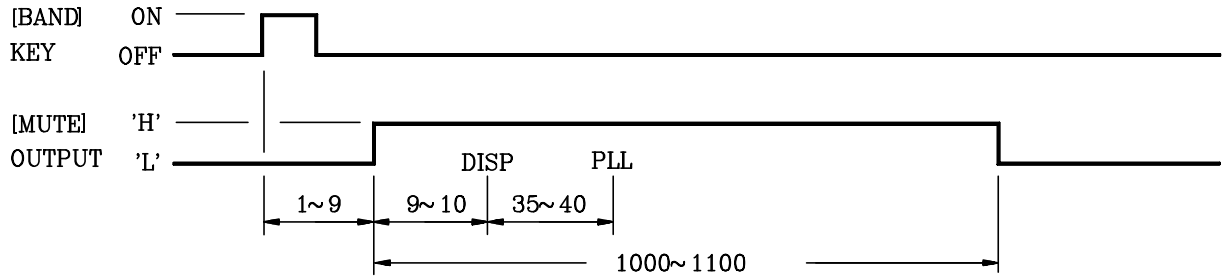 [BAND] ON
KEY OFF
[MUTE] 'H'
OUTPUT 'L'
DISP PLL
1~9 9~10 35~40
1000~1100